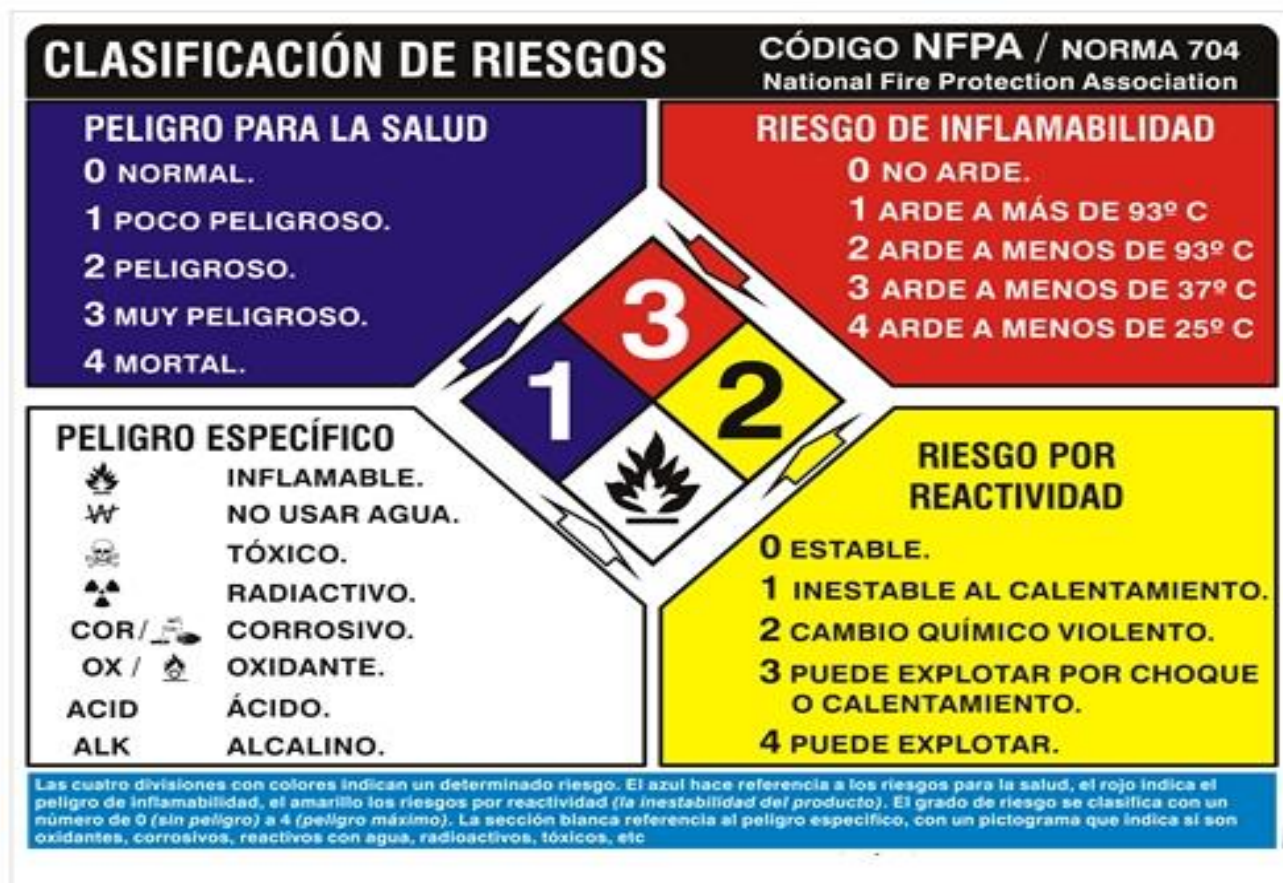 CLASIFICACIÓN DE RIESGOS
CÓDIGO NFPA / NORMA 704
National Fire Protection Association
PELIGRO PARA LA SALUD
0 NORMAL.
1 POCO PELIGROSO.
2 PELIGROSO.
3 MUY PELIGROSO.
4 MORTAL.
RIESGO DE INFLAMABILIDAD
0 NO ARDE.
1 ARDE A MÁS DE 93º C
2 ARDE A MENOS DE 93º C
3 ARDE A MENOS DE 37º C
4 ARDE A MENOS DE 25º C
3
1
2
PELIGRO ESPECÍFICO
INFLAMABLE.
W NO USAR AGUA.
TÓXICO.
RADIACTIVO.
COR/ CORROSIVO.
OX / OXIDANTE.
ACID ÁCIDO.
ALK ALCALINO.
RIESGO POR
REACTIVIDAD
0 ESTABLE.
1 INESTABLE AL CALENTAMIENTO.
2 CAMBIO QUÍMICO VIOLENTO.
3 PUEDE EXPLOTAR POR CHOQUE
O CALENTAMIENTO.
4 PUEDE EXPLOTAR.
Las cuatro divisiones con colores indican un determinado riesgo. El azul hace referencia a los riesgos para la salud, el rojo indica el
peligro de inflamabilidad, el amarillo los riesgos por reactividad (la inestabilidad del producto). El grado de riesgo se clasifica con un
número de 0 (sin peligro) a 4 (peligro máximo). La sección blanca referencia al peligro especifico, con un pictograma que indica si son
oxidantes, corrosivos, reactivos con agua, radioactivos, tóxicos, etc